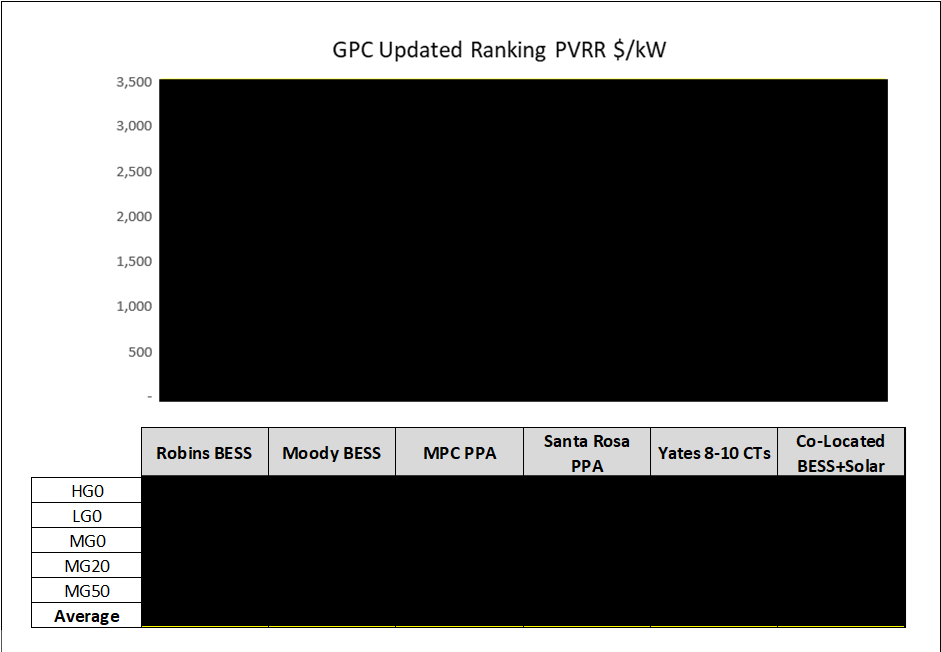 GPC Updated Ranking PVRR $/kW
3,500
3,000
2,500
2,000
1,500
1,000
500
-
Robins BESS
Moody BESS
MPC PPA
Santa Rosa
PPA
Yates 8-10 CTs
Co-Located
BESS+Solar
HG0
LG0
MG0
MG20
MG50
Average